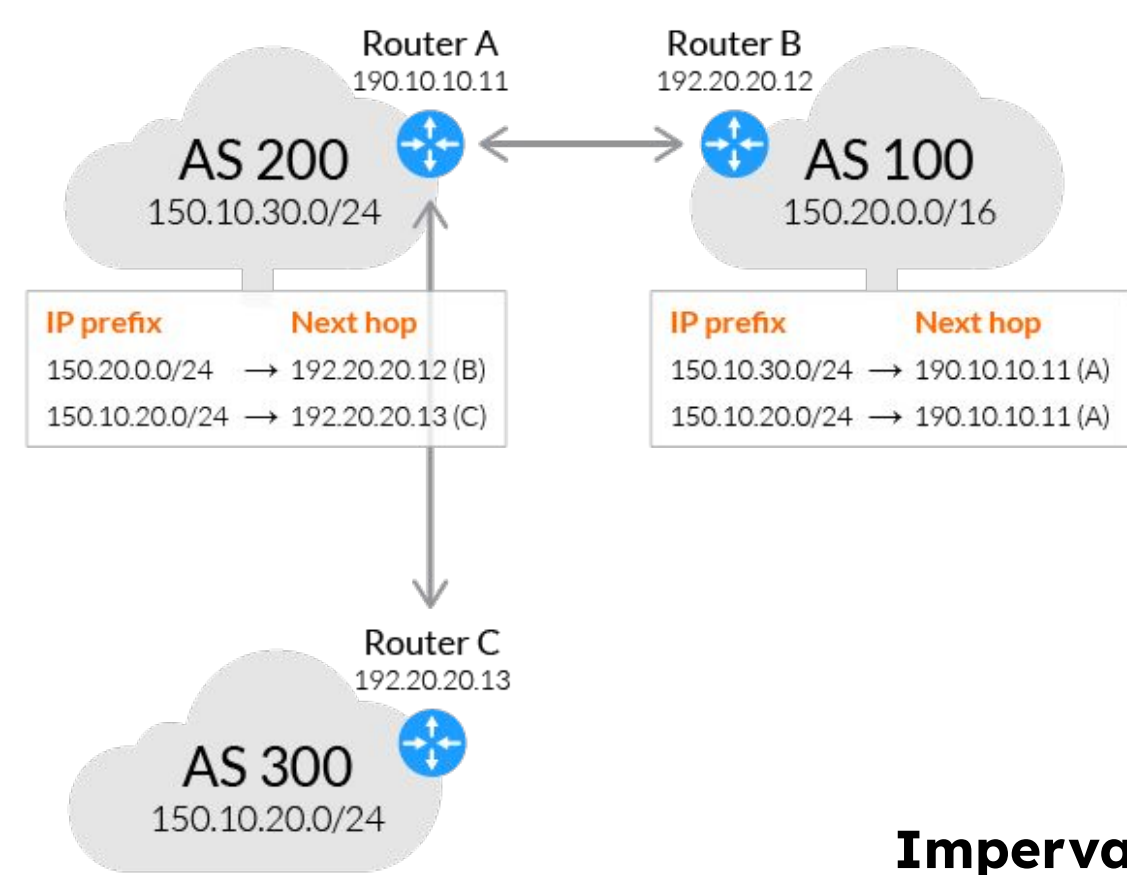 Router A
190.10.10.11
Router B
192.20.20.12
AS 200
150.10.30.0/24
AS 100
150.20.0.0/16
IP prefix Next hop
150.20.0.0/24 → 192.20.20.12 (B)
150.10.20.0/24 → 192.20.20.13 (C)
IP prefix Next hop
150.10.30.0/24 → 190.10.10.11 (A)
150.10.20.0/24 → 190.10.10.11 (A)
Router C
192.20.20.13
AS 300
150.10.20.0/24
Imperva